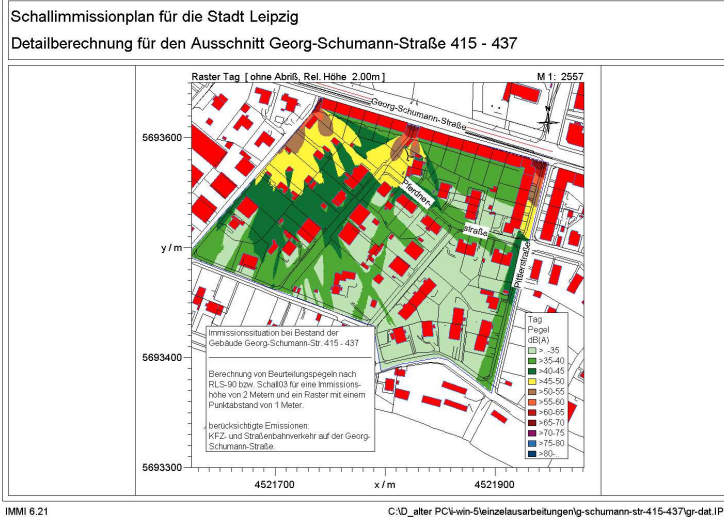 Schallimmissionplan für die Stadt Leipzig
Detailberechnung für den Ausschnitt Georg-Schumann-Straße 415 - 437
Raster Tag [ ohne Abriß, Rel. Höhe 2.00m ]
M 1: 2557
Georg-Schumann-Straße
N
5693600
Pferdner-
straße
Pittlerstraße
y / m
Immissionssituation bei Bestand der
Gebäude Georg-Schumann-Str. 415 - 437
5693400
Berechnung von Beurteilungspegeln nach
RLS-90 bzw. Schall03 für eine Immissions-
höhe von 2 Metern und ein Raster mit einem
Punktabstand von 1 Meter.
berücksichtigte Emissionen:
KFZ- und Straßenbahnverkehr auf der Georg-
Schumann-Straße.
Tag
Pegel
dB(A)
>..-35
>35-40
>40-45
>45-50
>50-55
>55-60
>60-65
>65-70
>70-75
>75-80
>80-..
5693300
4521700
x / m
4521900
IMMI 6.21
C:\D_alter PC\i-win-5\einzelausarbeitungen\g-schumann-str-415-437\gr-dat.IP